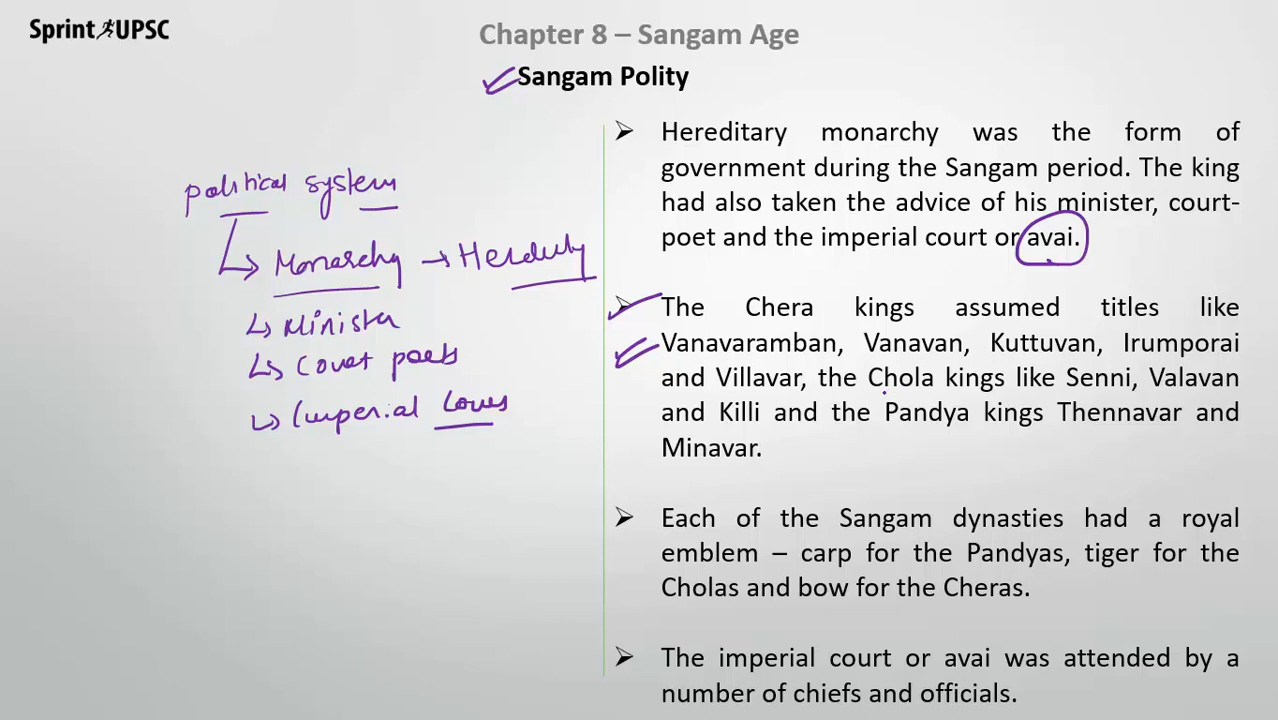 Sprint UPSC
Chapter 8 – Sangam Age
Sangam Polity
political system
Monarchy → Herduty
Minister
Court poets
Imperial
Hereditary monarchy was the form of
government during the Sangam period. The king
had also taken the advice of his minister, court-
poet and the imperial court or avai.
The Chera kings assumed titles like
Vanavaramban, Vanavan, Kuttuvan, Irumporai
and Villavar, the Chola kings like Senni, Valavan
and Killi and the Pandya kings Thennavar and
Minavar.
Each of the Sangam dynasties had a royal
emblem – carp for the Pandyas, tiger for the
Cholas and bow for the Cheras.
The imperial court or avai was attended by a
number of chiefs and officials.